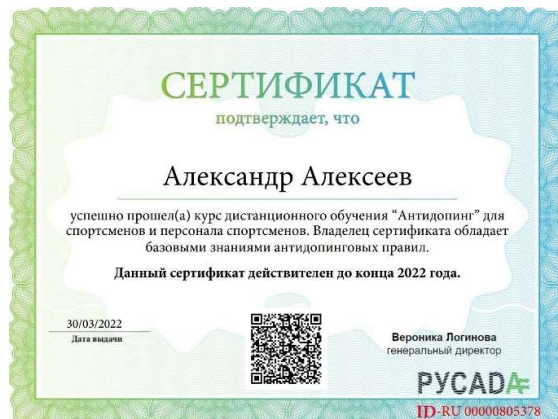 СЕРТИФИКАТ
подтверждает, что
Александр Алексеев
успешно прошел(а) курс дистанционного обучения “Антидопинг” для
спортсменов и персонала спортсменов. Владелец сертификата обладает
базовыми знаниями антидопинговых правил.
Данный сертификат действителен до конца 2022 года.
30/03/2022
Дата выдачи
Вероника Логинова
генеральный директор
РУСАДА
ID-RU 00000805378